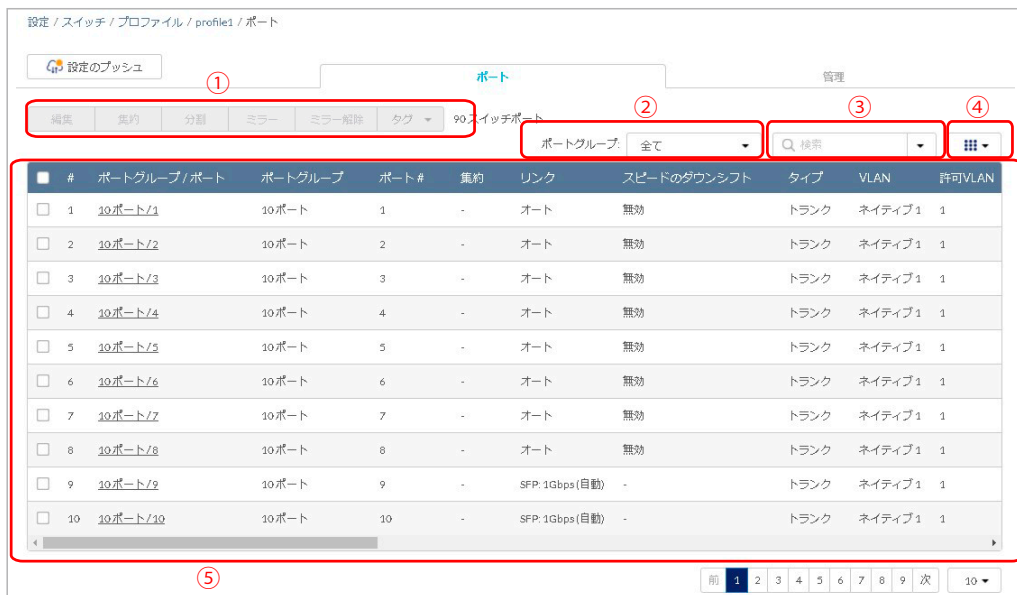 設定 / スイッチ / プロファイル / profile1 / ポート
設定のプッシュ
ポート 管理
① ② ③ ④
編集 集約 分割 ミラー ミラー解除 タグ 90スイッチポート
ポートグループ: 全て 検索
# ポートグループ/ポート ポートグループ ポート# 集約 リンク スピードのダウンシフト タイプ VLAN 許可VLAN
1 10ポート/1 10ポート 1 - オート 無効 トランク ネイティブ1 1
2 10ポート/2 10ポート 2 - オート 無効 トランク ネイティブ1 1
3 10ポート/3 10ポート 3 - オート 無効 トランク ネイティブ1 1
4 10ポート/4 10ポート 4 - オート 無効 トランク ネイティブ1 1
5 10ポート/5 10ポート 5 - オート 無効 トランク ネイティブ1 1
6 10ポート/6 10ポート 6 - オート 無効 トランク ネイティブ1 1
7 10ポート/7 10ポート 7 - オート 無効 トランク ネイティブ1 1
8 10ポート/8 10ポート 8 - オート 無効 トランク ネイティブ1 1
9 10ポート/9 10ポート 9 - SFP: 1Gbps(自動) - トランク ネイティブ1 1
10 10ポート/10 10ポート 10 - SFP: 1Gbps(自動) - トランク ネイティブ1 1
⑤
前 1 2 3 4 5 6 7 8 9 次 10